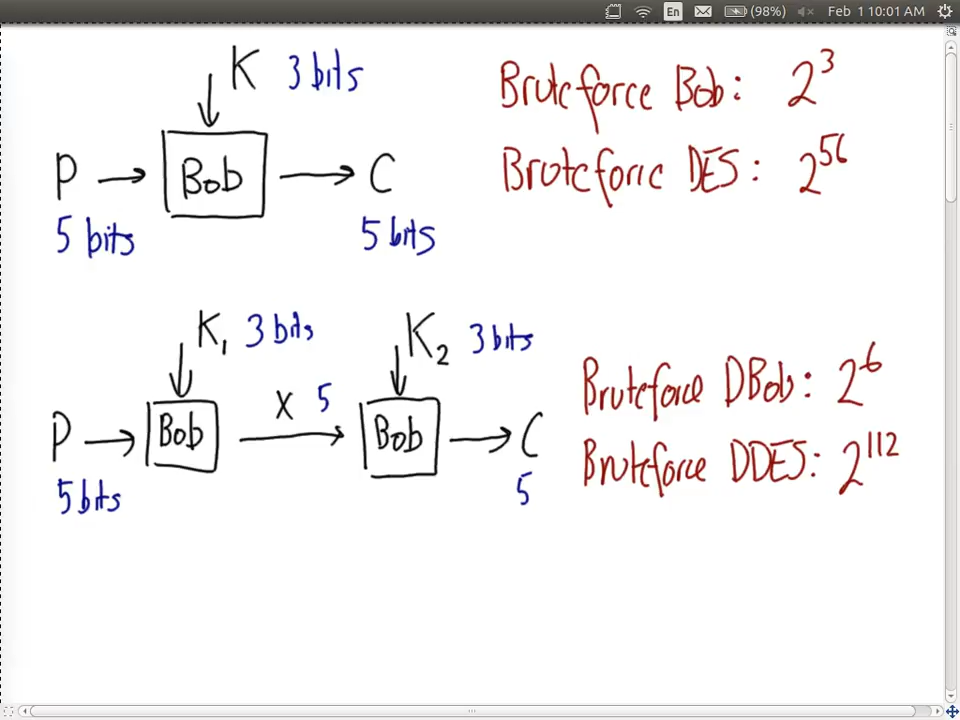 En (98%) Feb 1 10:01 AM
K 3 bits
P → Bob → C
5 bits 5 bits
Bruteforce Bob: 2^3
Bruteforce DES: 2^56
K1 3 bits K2 3 bits
P → Bob X 5 → Bob → C
5 bits 5
Bruteforce DBob: 2^6
Bruteforce DDES: 2^112